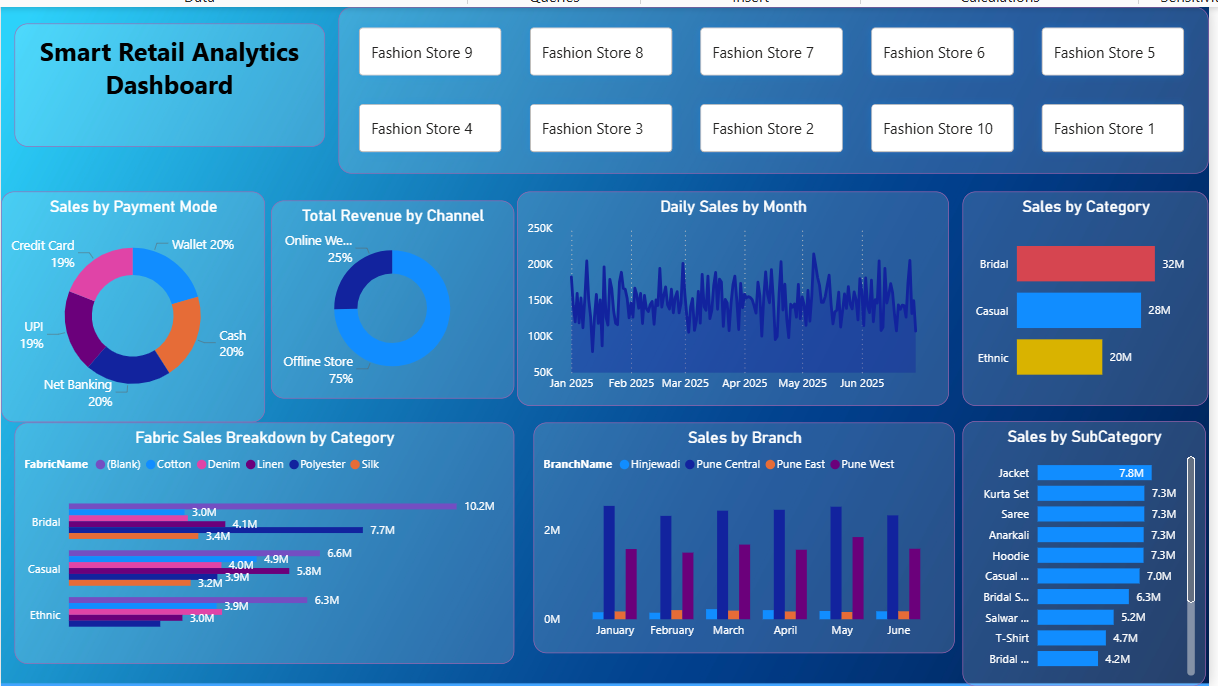 Smart Retail Analytics
Dashboard
Fashion Store 9
Fashion Store 8
Fashion Store 7
Fashion Store 6
Fashion Store 5
Fashion Store 4
Fashion Store 3
Fashion Store 2
Fashion Store 10
Fashion Store 1
Sales by Payment Mode
Credit Card
19%
Wallet 20%
UPI
19%
Cash
20%
Net Banking
20%
Total Revenue by Channel
Online We...
25%
Offline Store
75%
Daily Sales by Month
250K
200K
150K
100K
50K
Jan 2025 Feb 2025 Mar 2025 Apr 2025 May 2025 Jun 2025
Sales by Category
Bridal 32M
Casual 28M
Ethnic 20M
Fabric Sales Breakdown by Category
FabricName (Blank) Cotton Denim Linen Polyester Silk
Bridal
10.2M
3.0M
4.1M
7.7M
3.4M
Casual
6.6M
4.9M
4.0M
5.8M
3.9M
3.2M
Ethnic
6.3M
3.9M
3.0M
Sales by Branch
BranchName Hinjewadi Pune Central Pune East Pune West
2M
0M
January February March April May June
Sales by SubCategory
Jacket 7.8M
Kurta Set 7.3M
Saree 7.3M
Anarkali 7.3M
Hoodie 7.3M
Casual ... 7.0M
Bridal S... 6.3M
Salwar ... 5.2M
T-Shirt 4.7M
Bridal ... 4.2M